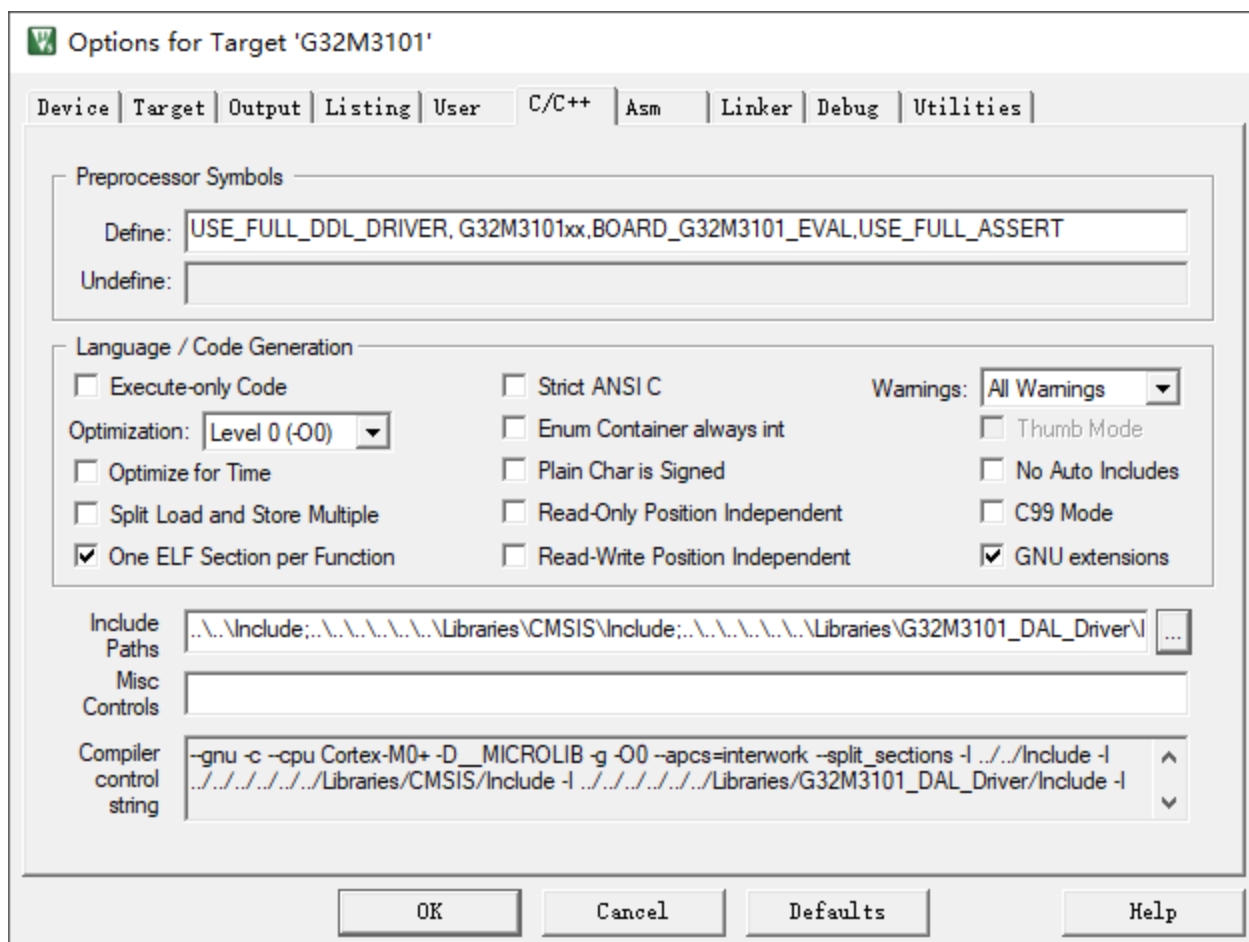 Options for Target 'G32M3101'
Device Target Output Listing User C/C++ Asm Linker Debug Utilities
Preprocessor Symbols
Define: USE_FULL_DDL_DRIVER, G32M3101xx,BOARD_G32M3101_EVAL,USE_FULL_ASSERT
Undefine:
Language / Code Generation
Execute-only Code Strict ANSI C Warnings: All Warnings
Optimization: Level 0 (-O0) Enum Container always int Thumb Mode
Optimize for Time Plain Char is Signed No Auto Includes
Split Load and Store Multiple Read-Only Position Independent C99 Mode
One ELF Section per Function Read-Write Position Independent GNU extensions
Include Paths ..\..\Include;..\..\..\..\..\..\Libraries\CMSIS\Include;..\..\..\..\..\..\Libraries\G32M3101_DAL_Driver\I ...
Misc Controls
Compiler control string --gnu -c --cpu Cortex-M0+ -D__MICROLIB -g -O0 --apcs=interwork --split_sections -I ../../Include -I
../../../../../../Libraries/CMSIS/Include -I ../../../../../../Libraries/G32M3101_DAL_Driver/Include -I
OK Cancel Defaults Help